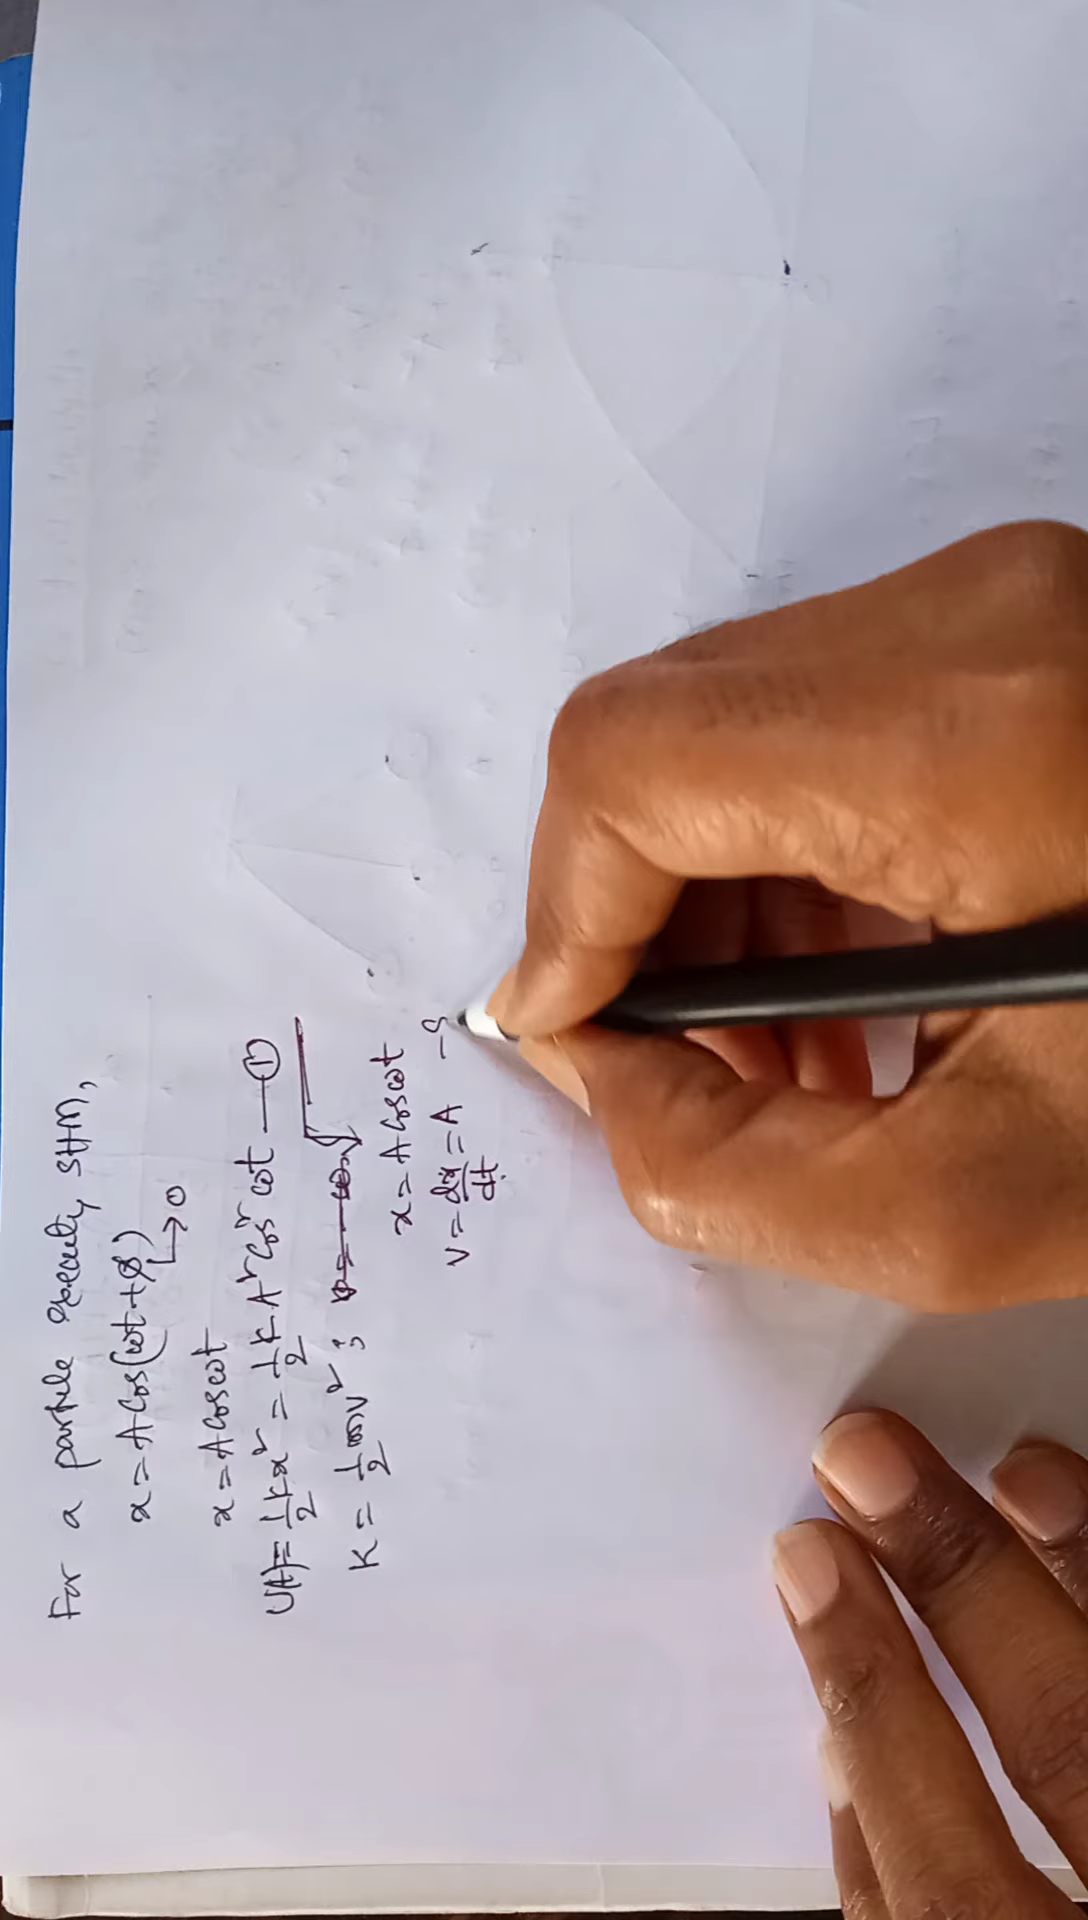 For a particle executing SHM,
x = A cos(ωt + φ)
↳ 0
x = A cos ωt
U(t) = 1/2 kx² = 1/2 kA² cos² ωt —①
K = 1/2 mv² ;
x = A cos ωt
v = dx/dt = A -s